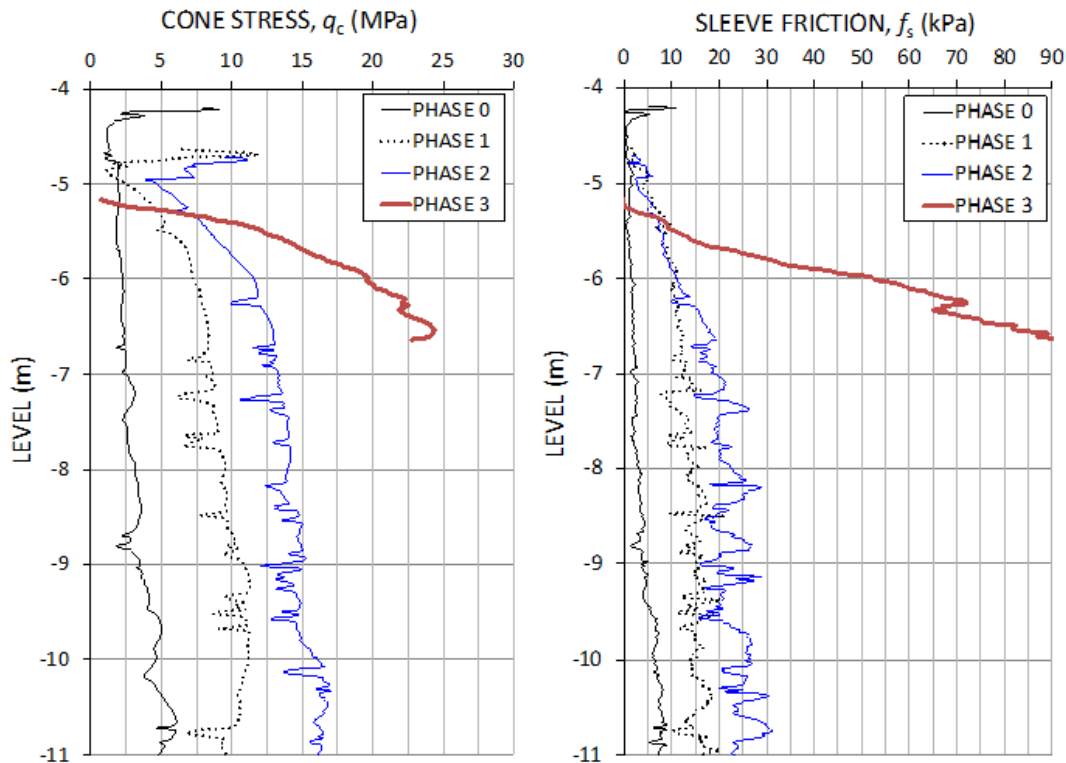 CONE STRESS, qc (MPa)
0 5 10 15 20 25 30
-4
-5
-6
-7
-8
-9
-10
-11
LEVEL (m)
PHASE 0
PHASE 1
PHASE 2
PHASE 3
SLEEVE FRICTION, fs (kPa)
0 10 20 30 40 50 60 70 80 90
-4
-5
-6
-7
-8
-9
-10
-11
LEVEL (m)
PHASE 0
PHASE 1
PHASE 2
PHASE 3